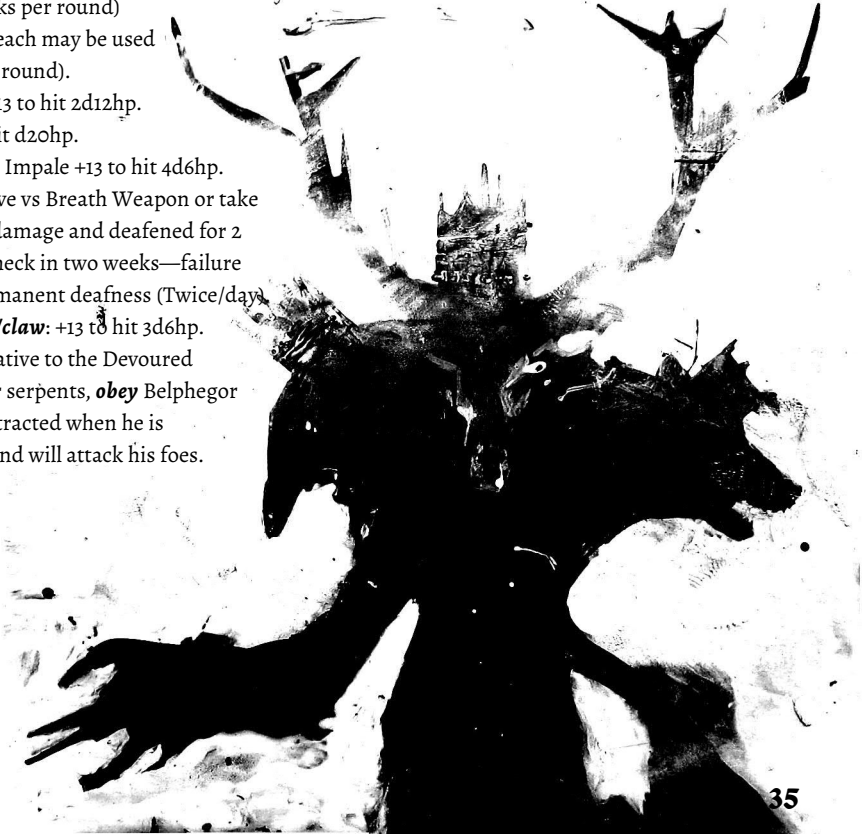 ks per round)
each may be used
round).
13 to hit 2d12hp.
it d20hp.
Impale +13 to hit 4d6hp.
ve vs Breath Weapon or take
damage and deafened for 2
heck in two weeks—failure
manent deafness (Twice/day)
/claw: +13 to hit 3d6hp.
ative to the Devoured
r serpents, obey Belphegor
tracted when he is
nd will attack his foes.
35